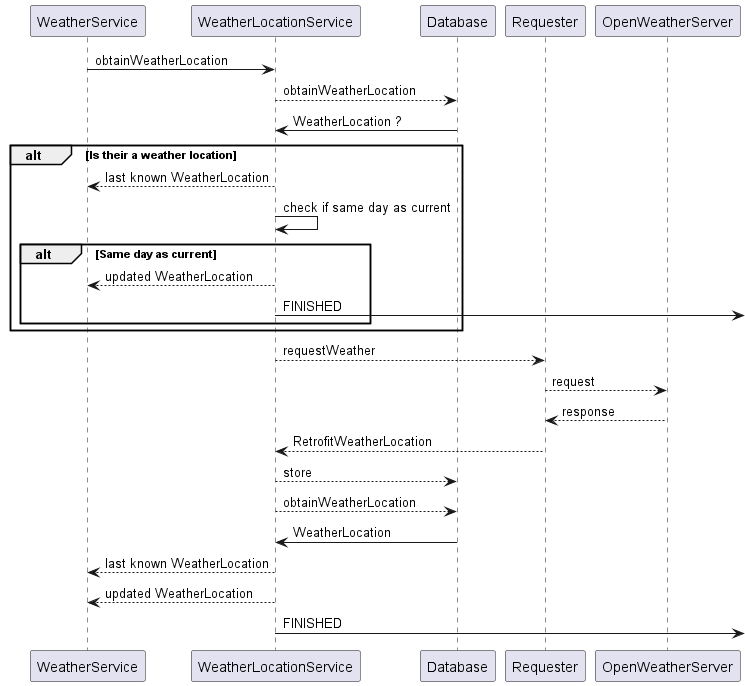 WeatherService WeatherLocationService Database Requester OpenWeatherServer
obtainWeatherLocation
obtainWeatherLocation
WeatherLocation ?
alt [Is their a weather location]
last known WeatherLocation
check if same day as current
alt [Same day as current]
updated WeatherLocation
FINISHED
requestWeather
request
response
RetrofitWeatherLocation
store
obtainWeatherLocation
WeatherLocation
last known WeatherLocation
updated WeatherLocation
FINISHED
WeatherService WeatherLocationService Database Requester OpenWeatherServer